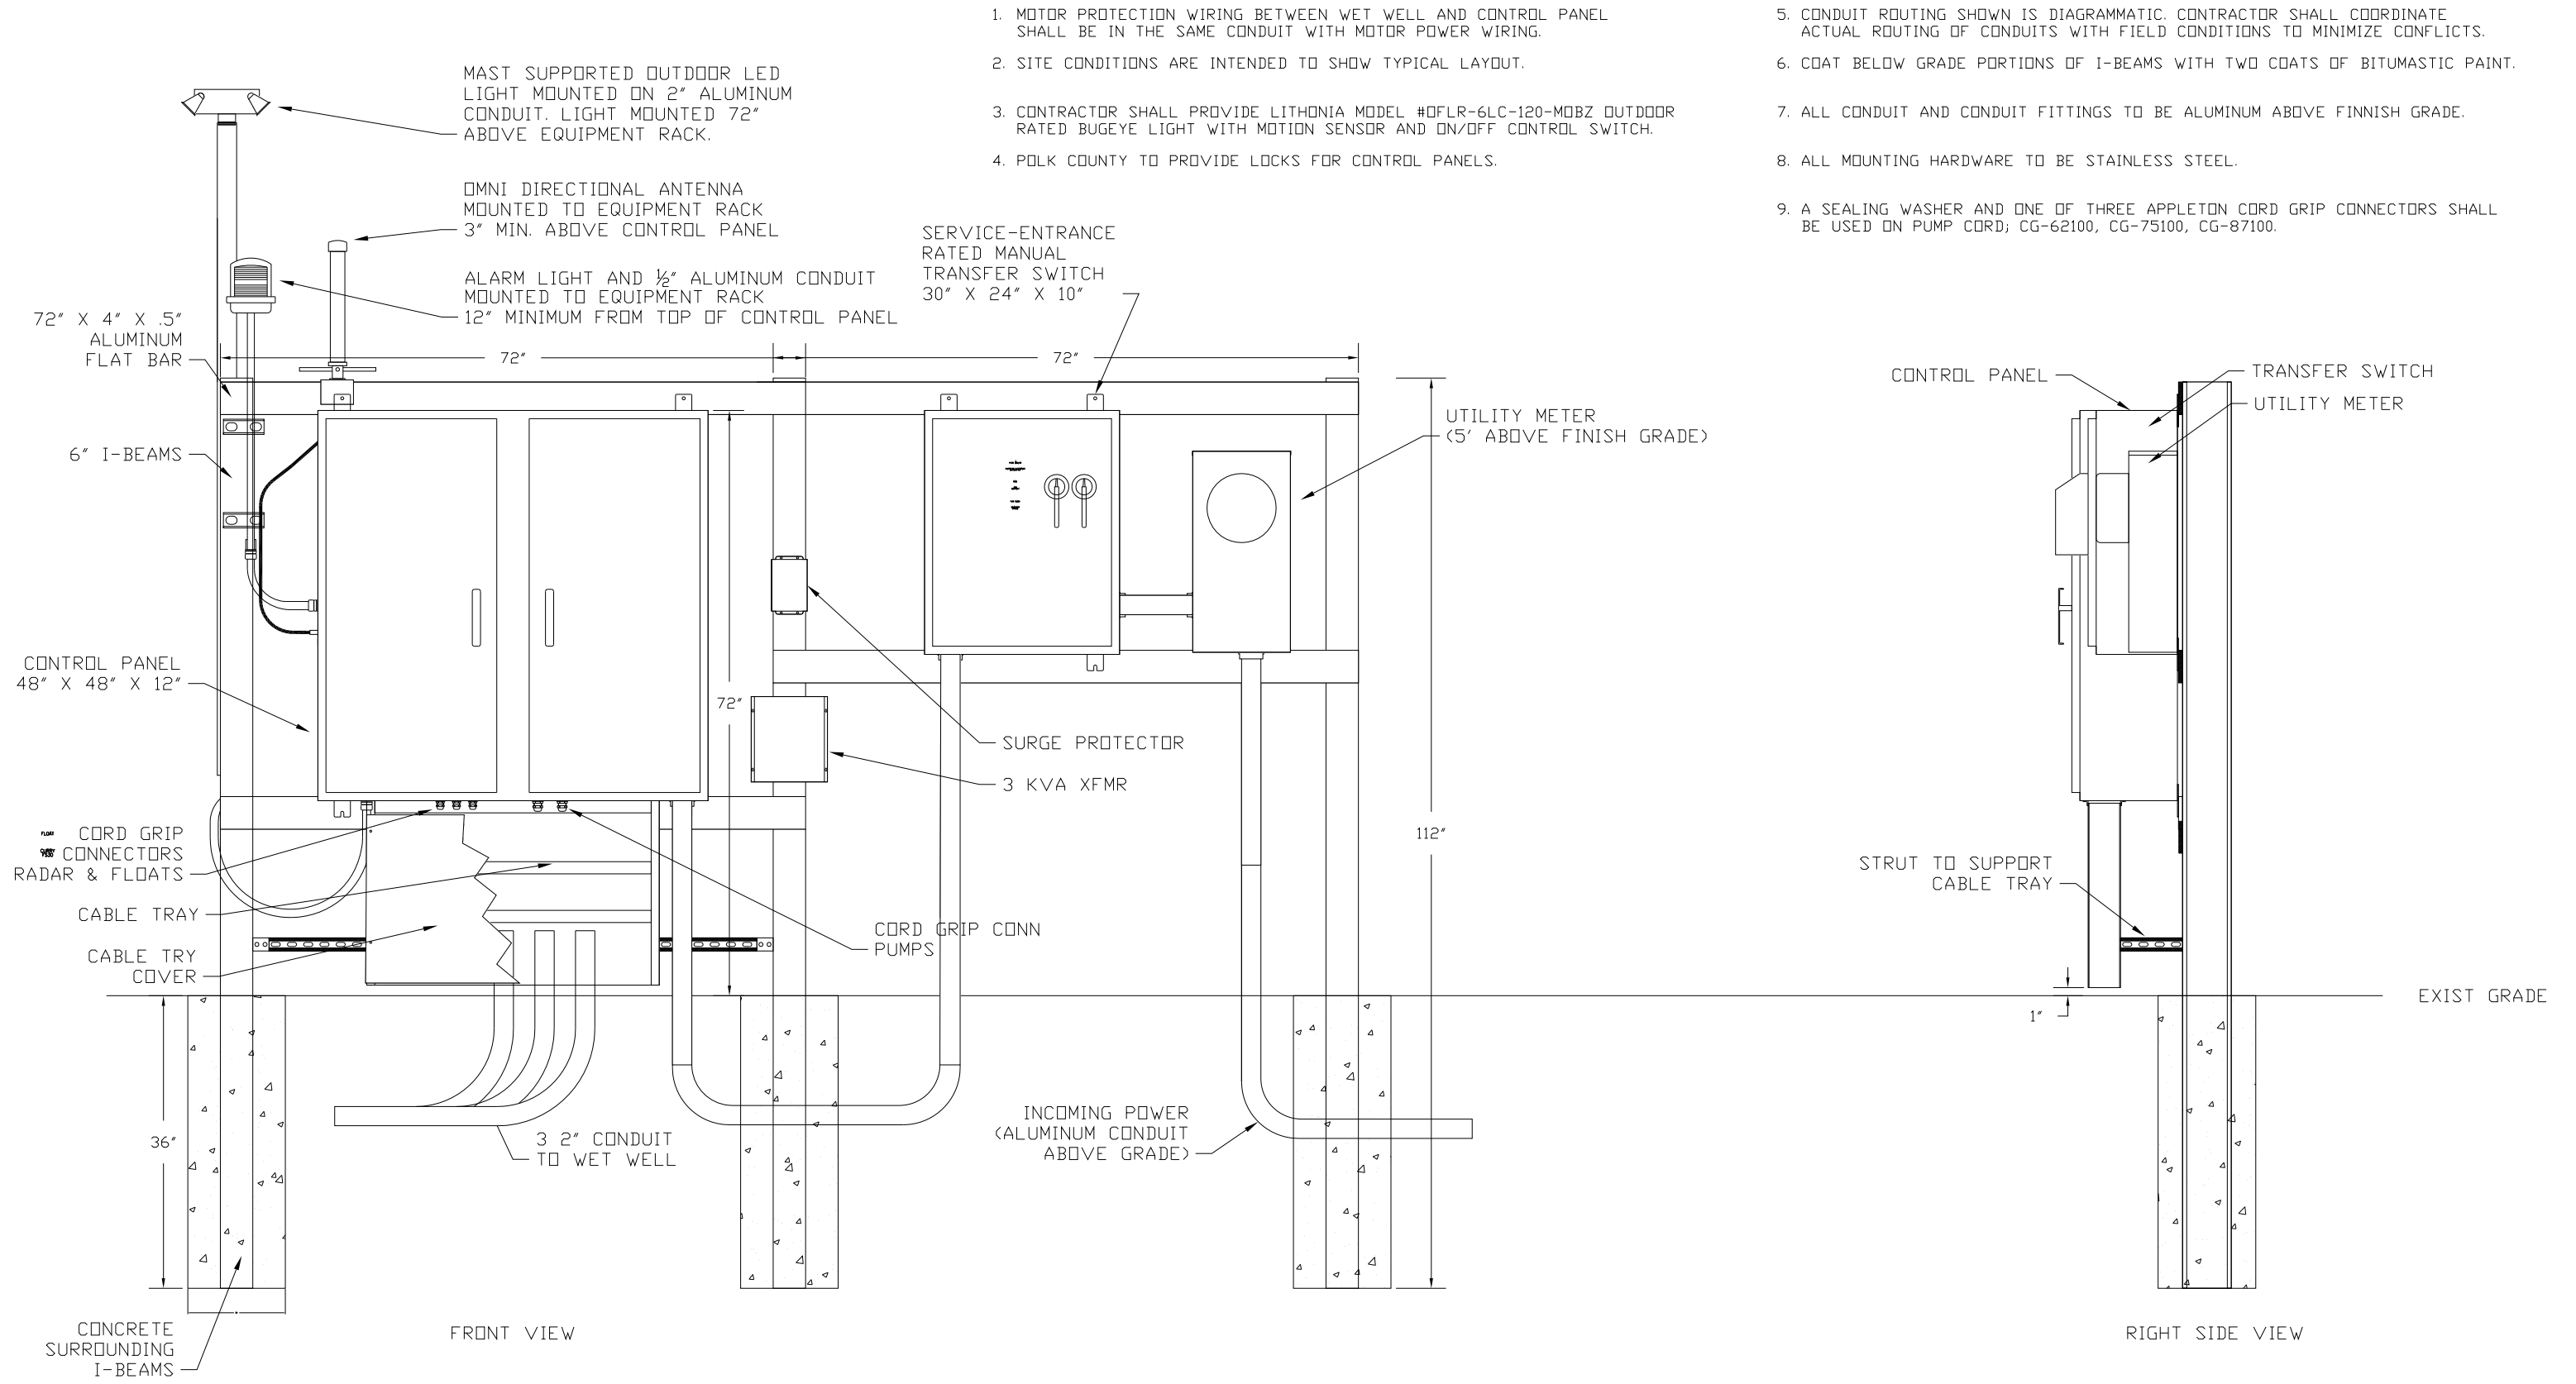 1. MOTOR PROTECTION WIRING BETWEEN WET WELL AND CONTROL PANEL
SHALL BE IN THE SAME CONDUIT WITH MOTOR POWER WIRING.
2. SITE CONDITIONS ARE INTENDED TO SHOW TYPICAL LAYOUT.
3. CONTRACTOR SHALL PROVIDE LITHONIA MODEL #OFLR-6LC-120-MOBZ OUTDOOR
RATED BUGEYE LIGHT WITH MOTION SENSOR AND ON/OFF CONTROL SWITCH.
4. POLK COUNTY TO PROVIDE LOCKS FOR CONTROL PANELS.
5. CONDUIT ROUTING SHOWN IS DIAGRAMMATIC. CONTRACTOR SHALL COORDINATE
ACTUAL ROUTING OF CONDUITS WITH FIELD CONDITIONS TO MINIMIZE CONFLICTS.
6. COAT BELOW GRADE PORTIONS OF I-BEAMS WITH TWO COATS OF BITUMASTIC PAINT.
7. ALL CONDUIT AND CONDUIT FITTINGS TO BE ALUMINUM ABOVE FINNISH GRADE.
8. ALL MOUNTING HARDWARE TO BE STAINLESS STEEL.
9. A SEALING WASHER AND ONE OF THREE APPLETON CORD GRIP CONNECTORS SHALL
BE USED ON PUMP CORD; CG-62100, CG-75100, CG-87100.
MAST SUPPORTED OUTDOOR LED
LIGHT MOUNTED ON 2" ALUMINUM
CONDUIT. LIGHT MOUNTED 72"
ABOVE EQUIPMENT RACK.
OMNI DIRECTIONAL ANTENNA
MOUNTED TO EQUIPMENT RACK
3" MIN. ABOVE CONTROL PANEL
ALARM LIGHT AND ½" ALUMINUM CONDUIT
MOUNTED TO EQUIPMENT RACK
12" MINIMUM FROM TOP OF CONTROL PANEL
SERVICE-ENTRANCE
RATED MANUAL
TRANSFER SWITCH
30" X 24" X 10"
72" X 4" X .5"
ALUMINUM
FLAT BAR
72"
72"
6" I-BEAMS
UTILITY METER
(5' ABOVE FINISH GRADE)
CONTROL PANEL
TRANSFER SWITCH
UTILITY METER
CONTROL PANEL
48" X 48" X 12"
72"
SURGE PROTECTOR
3 KVA XFMR
112"
FLOAT
CORD GRIP
CONNECTORS
RADAR & FLOATS
CABLE TRAY
CABLE TRY
COVER
CORD GRIP CONN
PUMPS
STRUT TO SUPPORT
CABLE TRAY
1"
EXIST GRADE
36"
3 2" CONDUIT
TO WET WELL
INCOMING POWER
(ALUMINUM CONDUIT
ABOVE GRADE)
CONCRETE
SURROUNDING
I-BEAMS
FRONT VIEW
RIGHT SIDE VIEW